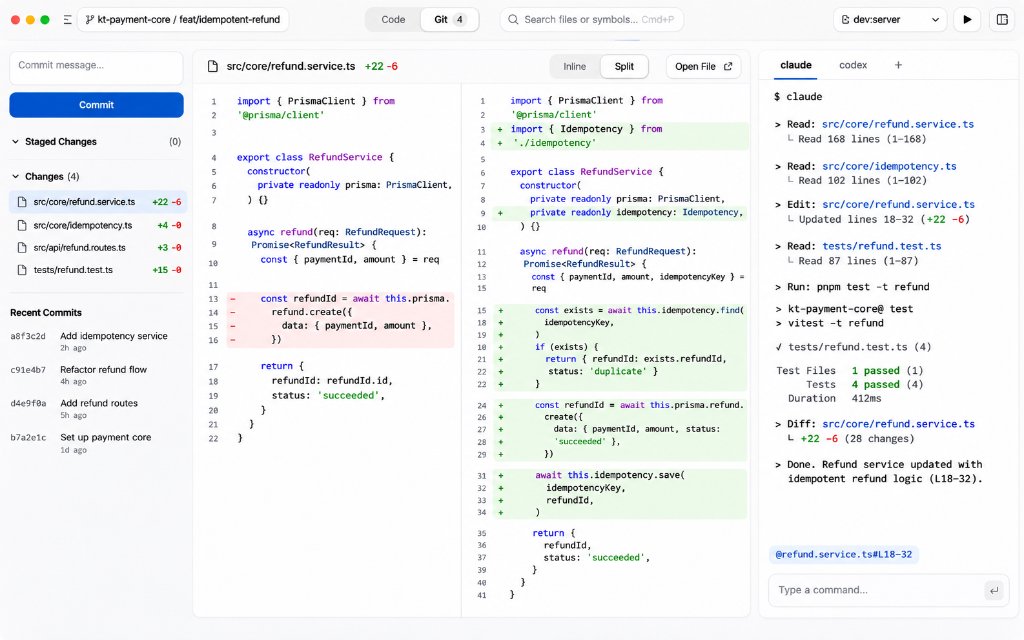 kt-payment-core / feat/idempotent-refund
Code
Git 4
Search files or symbols... Cmd+P
dev:server
Commit message...
Commit
Staged Changes (0)
Changes (4)
src/core/refund.service.ts +22 -6
src/core/idempotency.ts +4 -0
src/api/refund.routes.ts +3 -0
tests/refund.test.ts +15 -0
Recent Commits
a8f3c2d Add idempotency service
2h ago
c91e4b7 Refactor refund flow
4h ago
d4e9f0a Add refund routes
5h ago
b7a2e1c Set up payment core
1d ago
src/core/refund.service.ts +22 -6
Inline
Split
Open File
1 import { PrismaClient } from
2 '@prisma/client'
3
4 export class RefundService {
5 constructor(
6 private readonly prisma: PrismaClient,
7 ) {}
8 async refund(req: RefundRequest):
9 Promise<RefundResult> {
10 const { paymentId, amount } = req
11
13 - const refundId = await this.prisma.
14 - refund.create({
15 - data: { paymentId, amount },
16 - })
17 return {
18 refundId: refundId.id,
19 status: 'succeeded',
20 }
21 }
22 }
1 import { PrismaClient } from
2 '@prisma/client'
3 + import { Idempotency } from
4 + './idempotency'
5
6 export class RefundService {
7 constructor(
8 private readonly prisma: PrismaClient,
9 + private readonly idempotency: Idempotency,
10 ) {}
11 async refund(req: RefundRequest):
12 Promise<RefundResult> {
13 const { paymentId, amount, idempotencyKey } =
15 req
15 + const exists = await this.idempotency.find(
18 + idempotencyKey,
19 + )
10 + if (exists) {
21 + return { refundId: exists.refundId,
22 + status: 'duplicate' }
22 + }
24 + const refundId = await this.prisma.refund.
26 + create({
27 + data: { paymentId, amount, status:
28 + 'succeeded' },
29 + })
31 + await this.idempotency.save(
32 + idempotencyKey,
33 + refundId,
34 + )
35 return {
36 refundId,
37 status: 'succeeded',
39 }
40 }
41 }
claude
codex
+
$ claude
> Read: src/core/refund.service.ts
└ Read 168 lines (1-168)
> Read: src/core/idempotency.ts
└ Read 102 lines (1-102)
> Edit: src/core/refund.service.ts
└ Updated lines 18-32 (+22 -6)
> Read: tests/refund.test.ts
└ Read 87 lines (1-87)
> Run: pnpm test -t refund
> kt-payment-core@ test
> vitest -t refund
✓ tests/refund.test.ts (4)
Test Files 1 passed (1)
Tests 4 passed (4)
Duration 412ms
> Diff: src/core/refund.service.ts
└ +22 -6 (28 changes)
> Done. Refund service updated with
idempotent refund logic (L18-32).
@refund.service.ts#L18-32
Type a command...